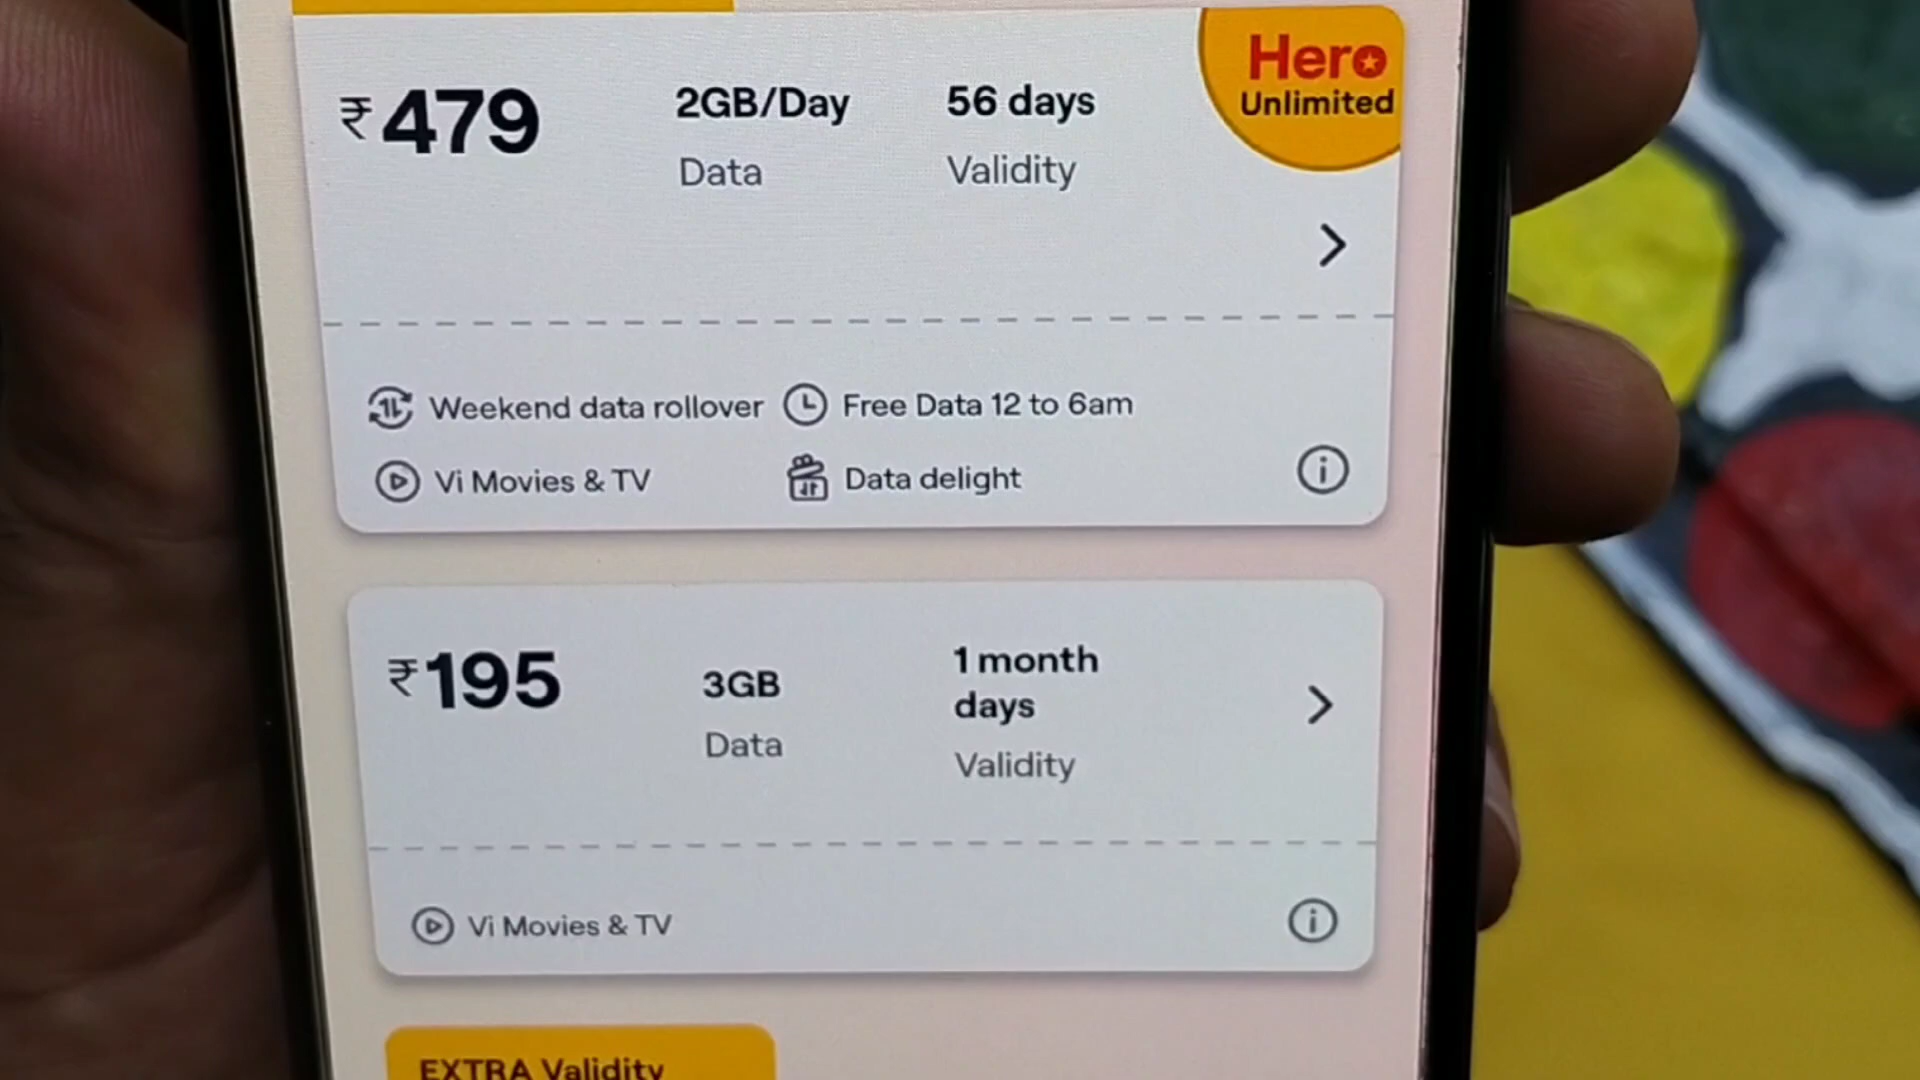 ₹479
2GB/Day
Data
56 days
Validity
Hero
Unlimited
Weekend data rollover
Free Data 12 to 6am
Vi Movies & TV
Data delight
₹195
3GB
Data
1 month
days
Validity
Vi Movies & TV
EXTRA Validity